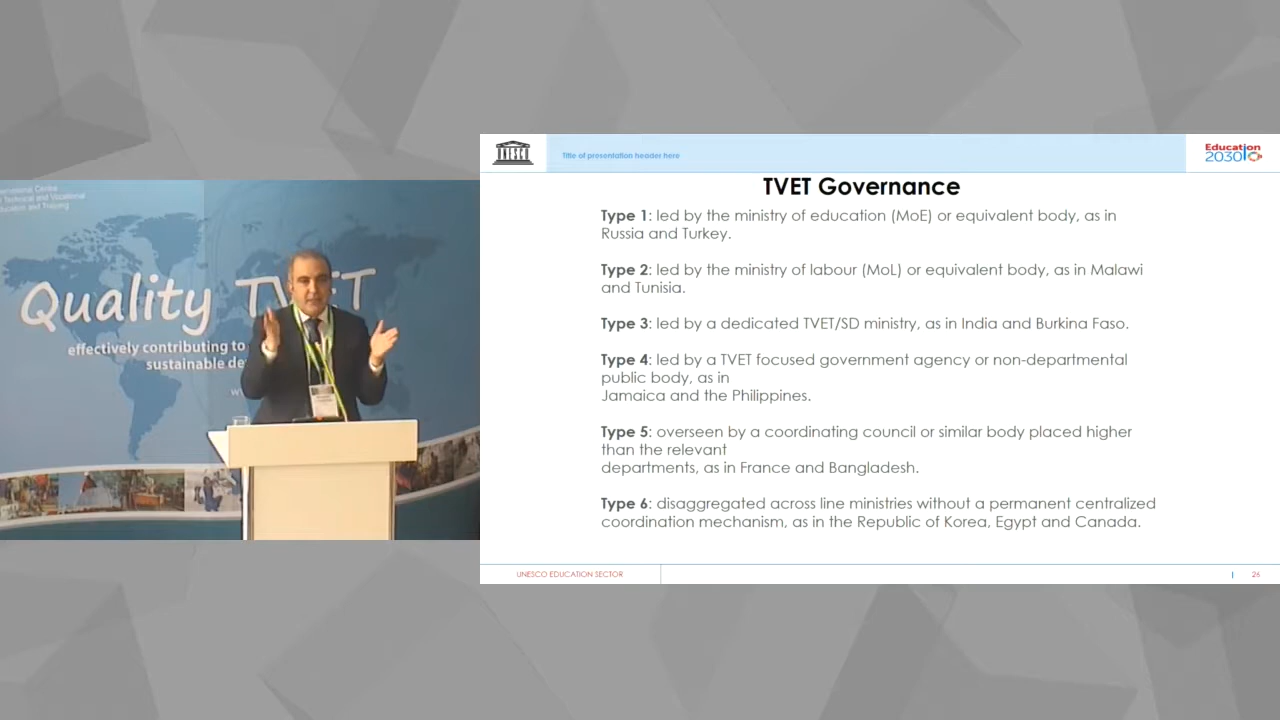 Education and Training
Quality TVET
effectively contributing to
sustainable de
UNESCO
Title of presentation header here
Education
2030
TVET Governance
Type 1: led by the ministry of education (MoE) or equivalent body, as in
Russia and Turkey.
Type 2: led by the ministry of labour (MoL) or equivalent body, as in Malawi
and Tunisia.
Type 3: led by a dedicated TVET/SD ministry, as in India and Burkina Faso.
Type 4: led by a TVET focused government agency or non-departmental
public body, as in
Jamaica and the Philippines.
Type 5: overseen by a coordinating council or similar body placed higher
than the relevant
departments, as in France and Bangladesh.
Type 6: disaggregated across line ministries without a permanent centralized
coordination mechanism, as in the Republic of Korea, Egypt and Canada.
UNESCO EDUCATION SECTOR
26